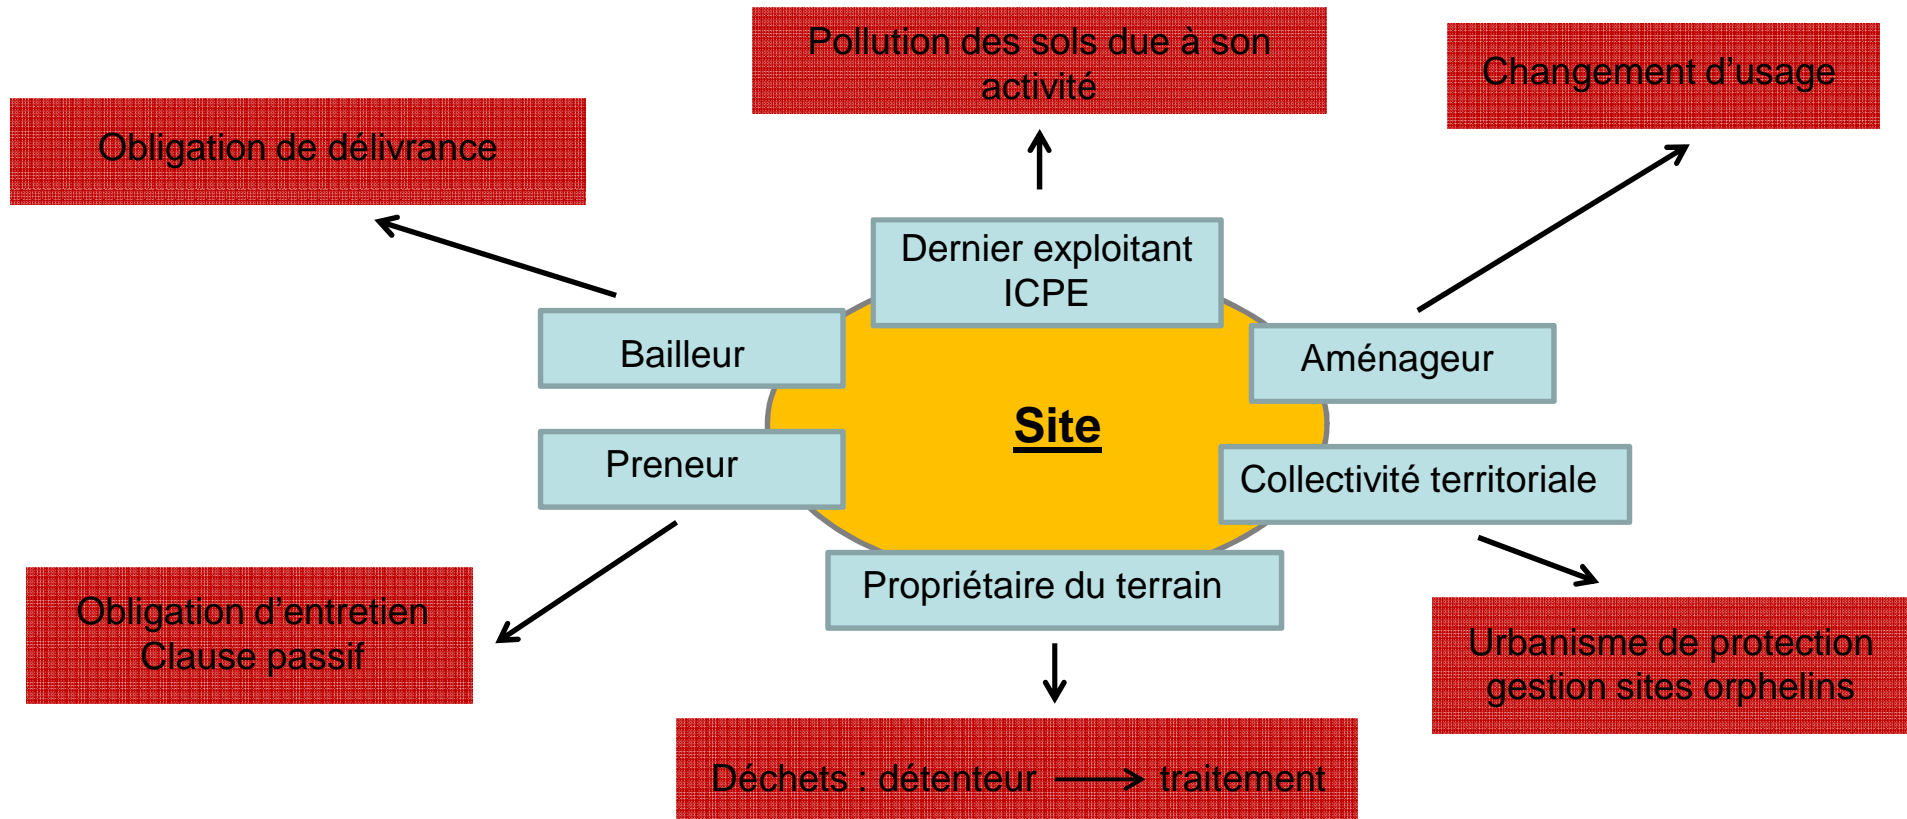 Pollution des sols due à son
activité
Changement d’usage
Obligation de délivrance
Dernier exploitant
ICPE
Bailleur
Aménageur
Site
Preneur
Collectivité territoriale
Propriétaire du terrain
Obligation d’entretien
Clause passif
Urbanisme de protection
gestion sites orphelins
Déchets : détenteur → traitement